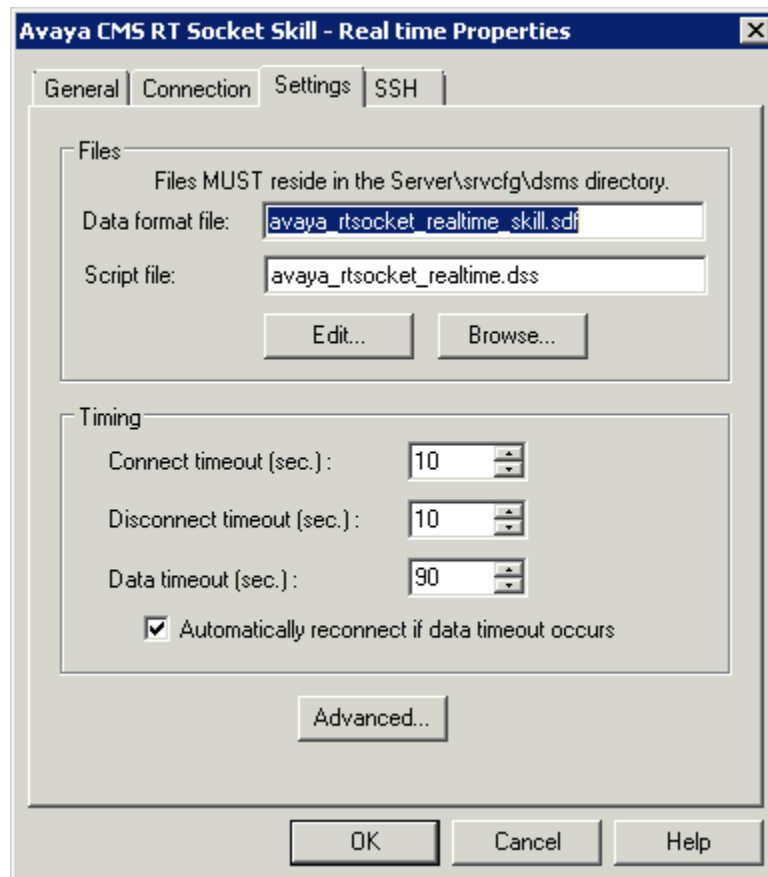 Avaya CMS RT Socket Skill - Real time Properties
General Connection Settings SSH
Files
Files MUST reside in the Server\srvcfg\dsms directory.
Data format file: avaya_rtsocket_realtime_skill.sdf
Script file: avaya_rtsocket_realtime.dss
Edit... Browse...
Timing
Connect timeout (sec.) : 10
Disconnect timeout (sec.) : 10
Data timeout (sec.) : 90
Automatically reconnect if data timeout occurs
Advanced...
OK Cancel Help